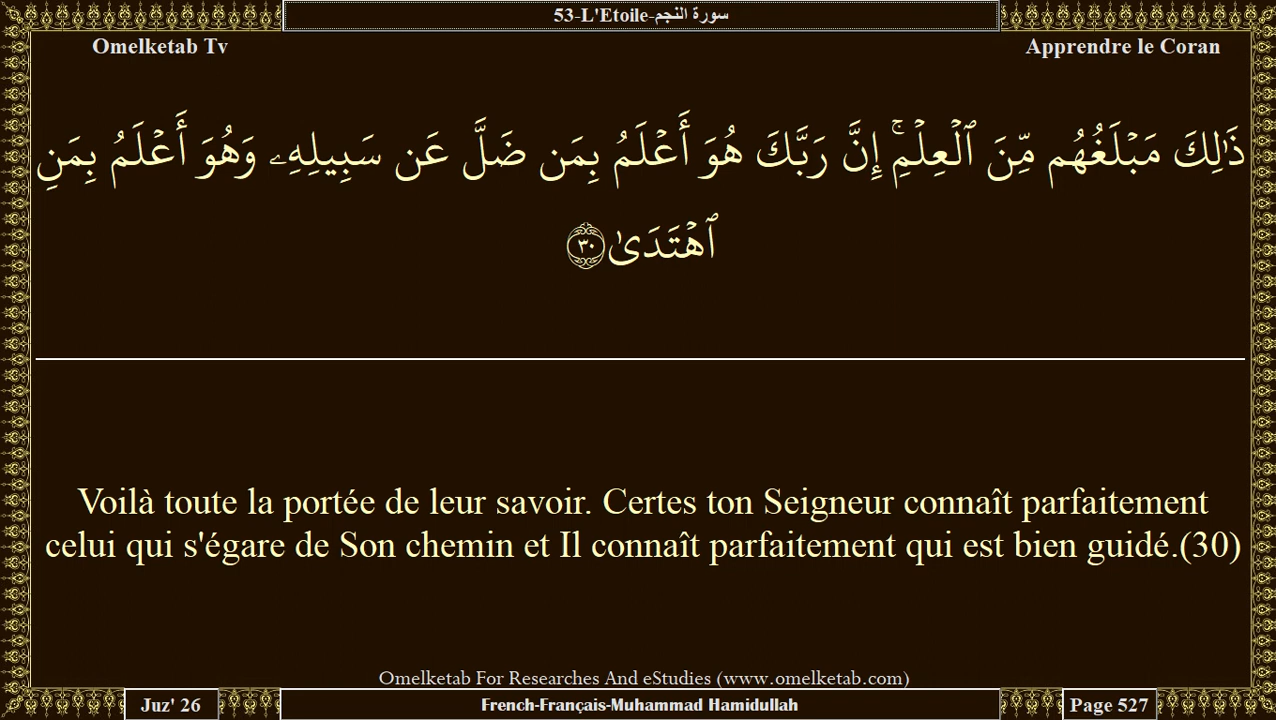 53-L'Etoile-سورة النجم
Omelketab Tv
Apprendre le Coran
ذَٰلِكَ مَبۡلَغُهُم مِّنَ ٱلۡعِلۡمِۚ إِنَّ رَبَّكَ هُوَ أَعۡلَمُ بِمَن ضَلَّ عَن سَبِيلِهِۦ وَهُوَ أَعۡلَمُ بِمَنِ
ٱهۡتَدَىٰ ٣٠
Voilà toute la portée de leur savoir. Certes ton Seigneur connaît parfaitement
celui qui s'égare de Son chemin et Il connaît parfaitement qui est bien guidé.(30)
Omelketab For Researches And eStudies (www.omelketab.com)
Juz' 26
French-Français-Muhammad Hamidullah
Page 527